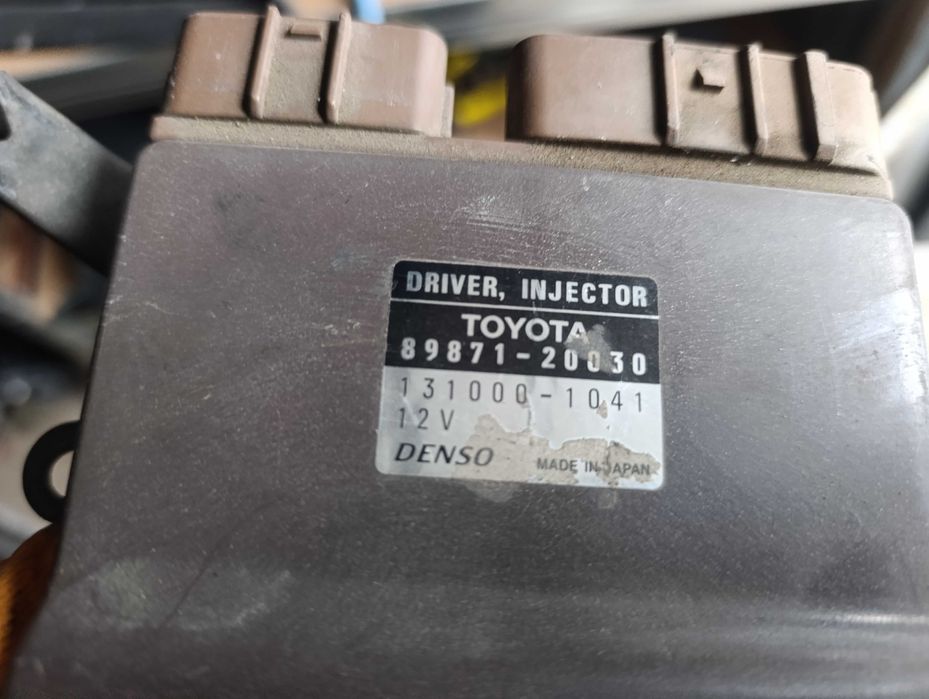 DRIVER, INJECTOR
TOYOTA
89871-20030
131000-1041
12V
DENSO MADE IN JAPAN